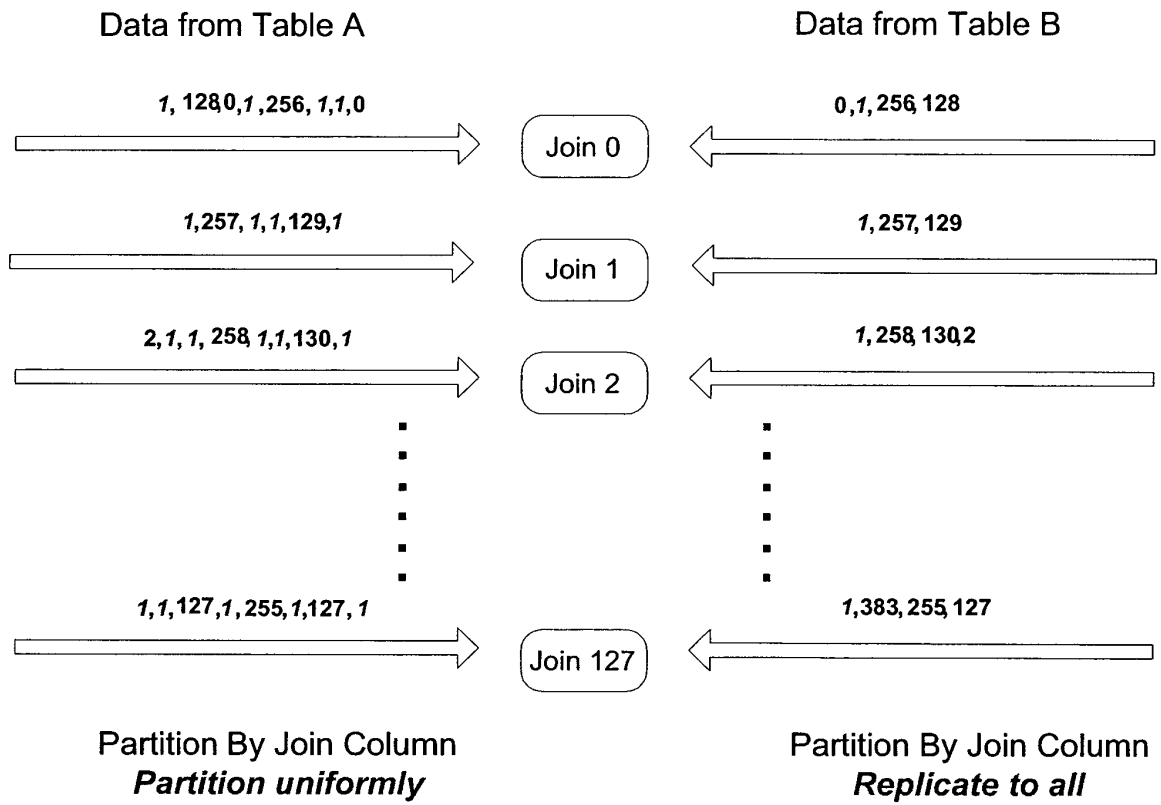 Data from Table A
Data from Table B
1, 128,0,1,256, 1,1,0
0,1,256,128
Join 0
1,257, 1,1,129,1
1,257,129
Join 1
2,1,1, 258, 1,1,130,1
1,258,130,2
Join 2
1,1,127,1,255,1,127,1
1,383,255,127
Join 127
Partition By Join Column
Partition uniformly
Partition By Join Column
Replicate to all